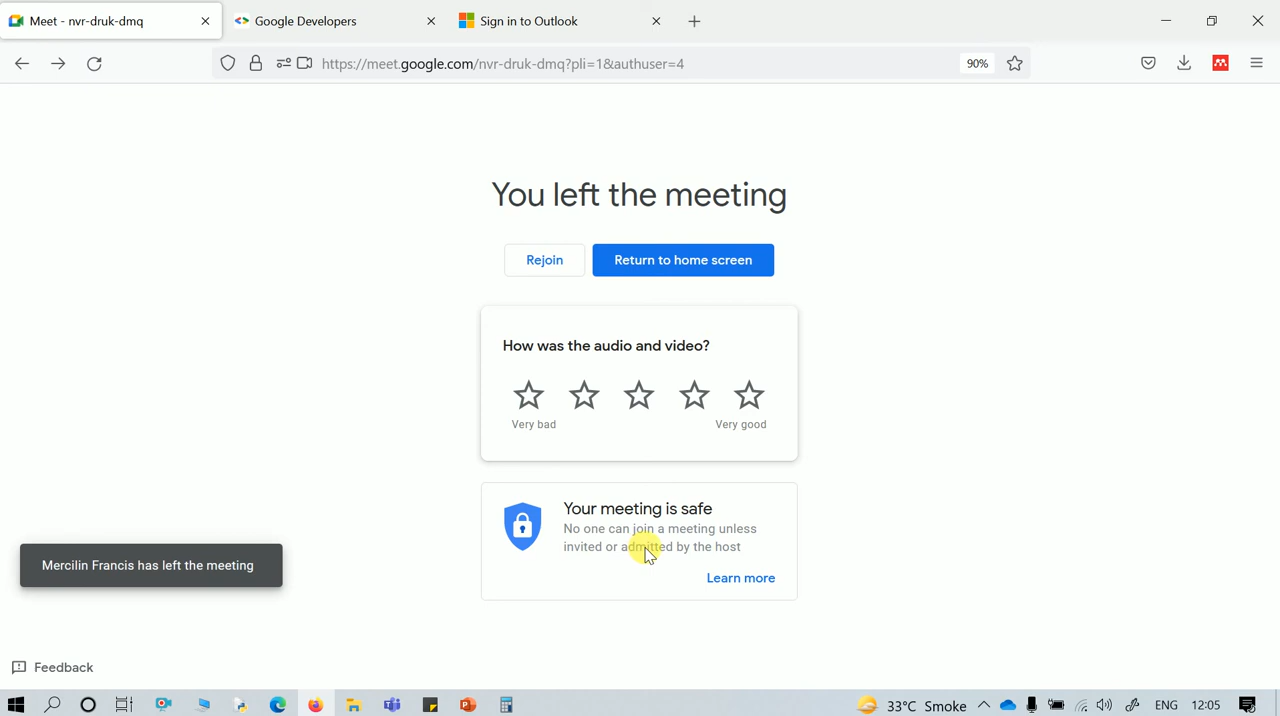 Meet - nvr-druk-dmq
Google Developers
Sign in to Outlook
https://meet.google.com/nvr-druk-dmq?pli=1&authuser=4
90%
You left the meeting
Rejoin
Return to home screen
How was the audio and video?
Very bad
Very good
Your meeting is safe
No one can join a meeting unless
invited or admitted by the host
Learn more
Mercilin Francis has left the meeting
Feedback
33°C Smoke
ENG
12:05